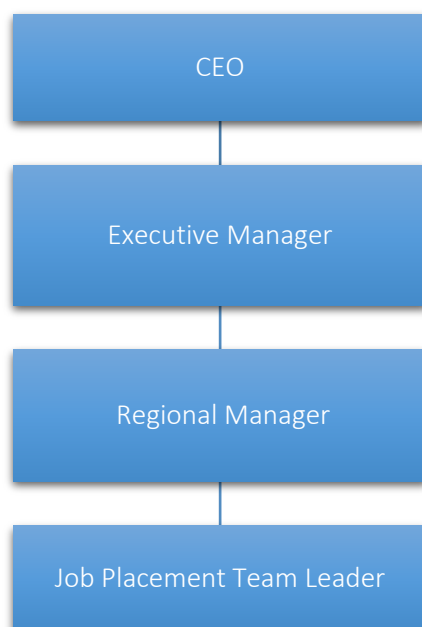 CEO
Executive Manager
Regional Manager
Job Placement Team Leader